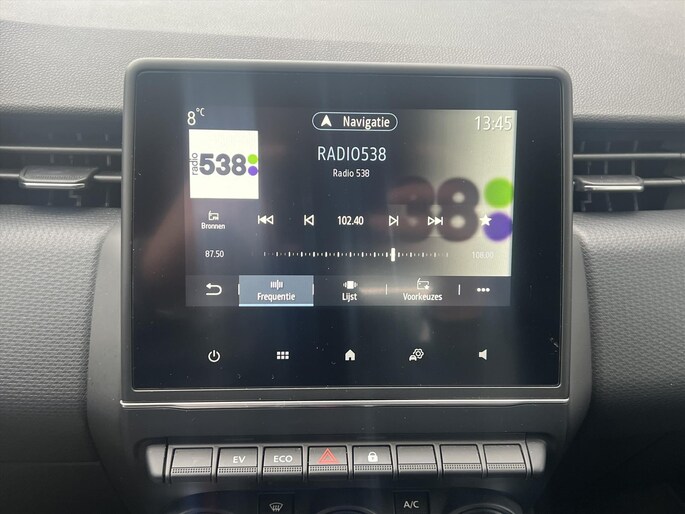 8°C
Navigatie
13:45
radio
538
RADIO538
Radio 538
38
Bronnen
102.40
87.50
108.00
Frequentie
Lijst
Voorkeuzes
EV
ECO
A/C